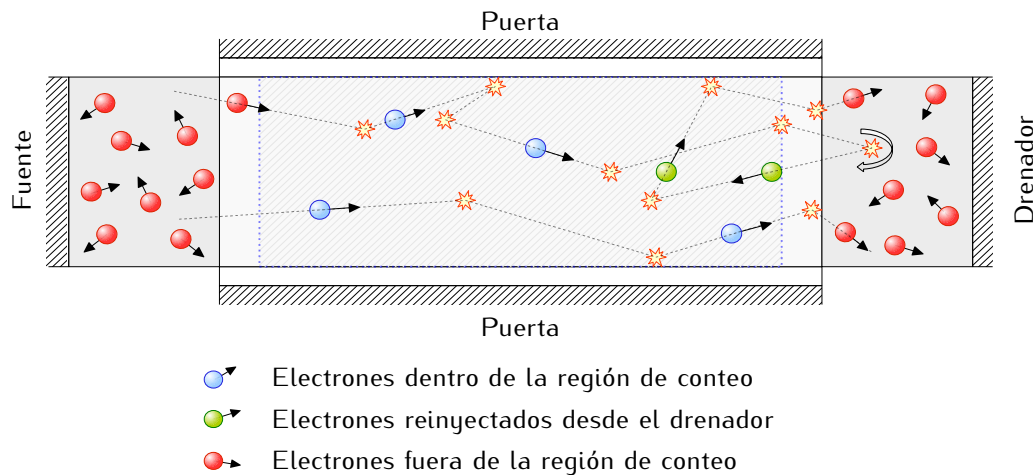 Puerta
Fuente
Drenador
Puerta
Electrones dentro de la región de conteo
Electrones reinyectados desde el drenador
Electrones fuera de la región de conteo